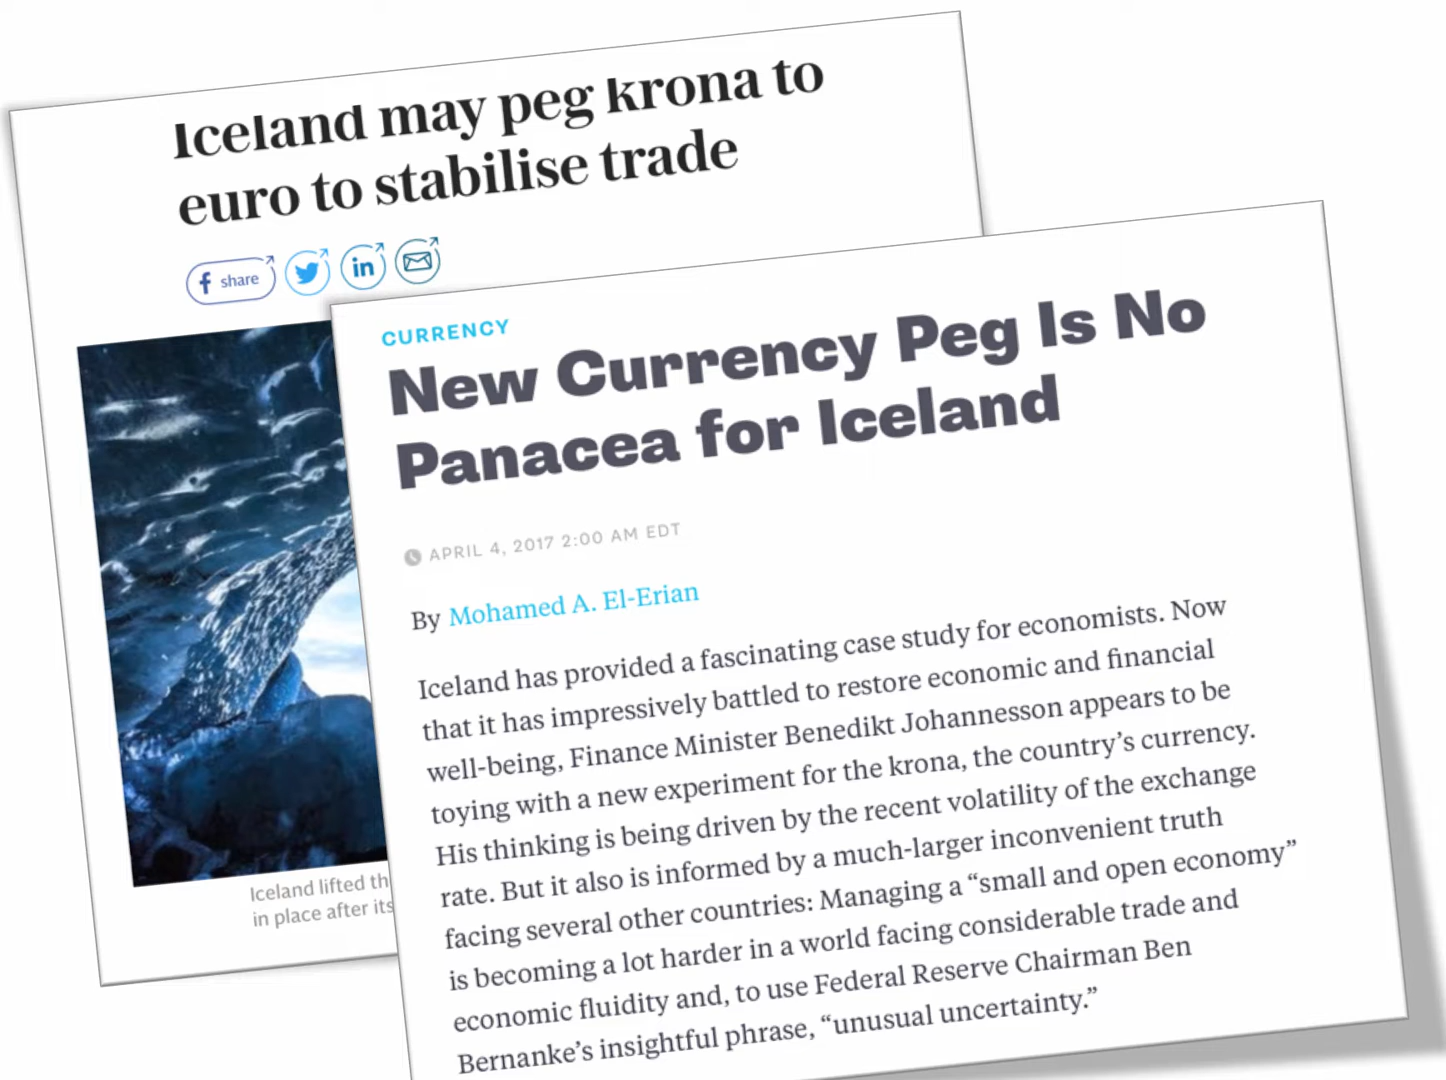 Iceland may peg krona to
euro to stabilise trade
share
in
Iceland lifted th
in place after its
CURRENCY
New Currency Peg Is No
Panacea for Iceland
APRIL 4, 2017 2:00 AM EDT
By Mohamed A. El-Erian
Iceland has provided a fascinating case study for economists. Now
that it has impressively battled to restore economic and financial
well-being, Finance Minister Benedikt Johannesson appears to be
toying with a new experiment for the krona, the country’s currency.
His thinking is being driven by the recent volatility of the exchange
rate. But it also is informed by a much-larger inconvenient truth
facing several other countries: Managing a “small and open economy”
is becoming a lot harder in a world facing considerable trade and
economic fluidity and, to use Federal Reserve Chairman Ben
Bernanke’s insightful phrase, “unusual uncertainty.”